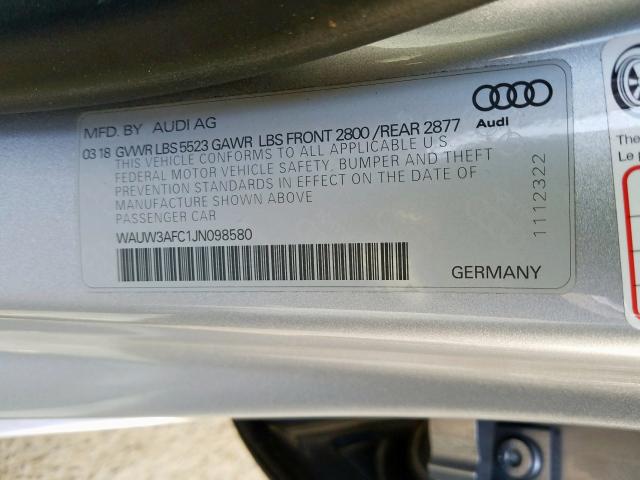 MFD. BY AUDI AG
Audi
03 18 GVWR LBS 5523 GAWR LBS FRONT 2800 /REAR 2877
THIS VEHICLE CONFORMS TO ALL APPLICABLE U.S.
FEDERAL MOTOR VEHICLE SAFETY, BUMPER AND THEFT
PREVENTION STANDARDS IN EFFECT ON THE DATE OF
MANUFACTURE SHOWN ABOVE
PASSENGER CAR
WAUW3AFC1JN098580
GERMANY
1112322
The
Le p